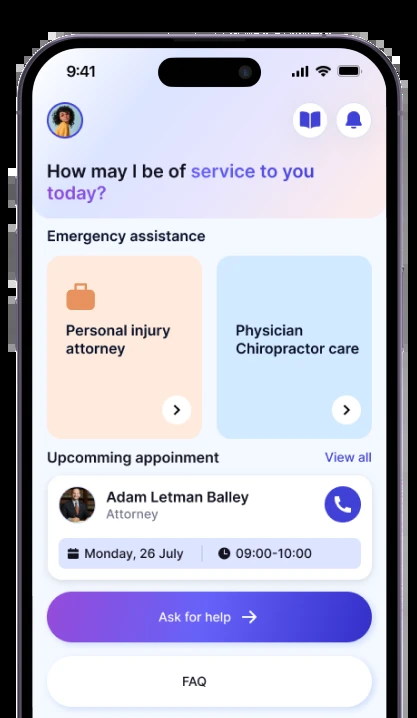 9:41
How may I be of service to you
today?
Emergency assistance
Personal injury
attorney
Physician
Chiropractor care
Upcomming appoinment
View all
Adam Letman Balley
Attorney
Monday, 26 July
09:00-10:00
Ask for help
FAQ